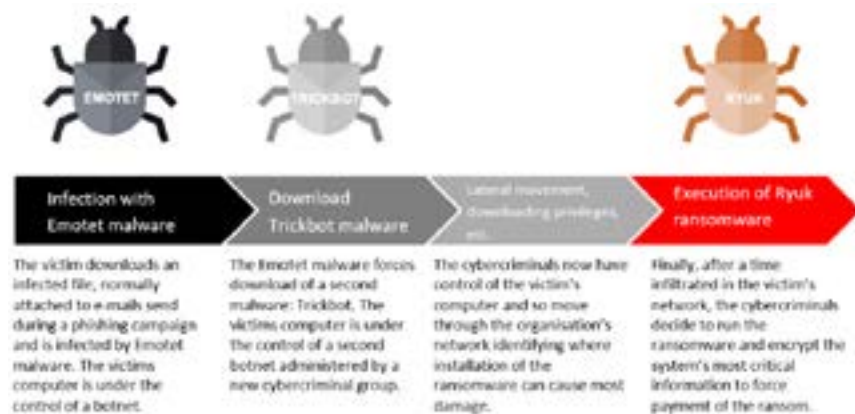 EMOTET
TRICKBOT
RYUK
Infection with
Emotet malware
Download
Trickbot malware
Lateral movement,
downloading privileges,
etc.
Execution of Ryuk
ransomware
The victim downloads an
infected file, normally
attached to e-mails send
during a phishing campaign
and is infected by Emotet
malware. The victims
computer is under the
control of a botnet.
The Emotet malware forces
download of a second
malware: Trickbot. The
victims computer is under
the control of a second
botnet administered by a
new cybercriminal group.
The cybercriminals now have
control of the victim's
computer and so move
through the organisation's
network identifying where
installation of the
ransomware can cause most
damage.
Finally, after a time
infiltrated in the victim's
network, the cybercriminals
decide to run the
ransomware and encrypt the
system's most critical
information to force
payment of the ransom.